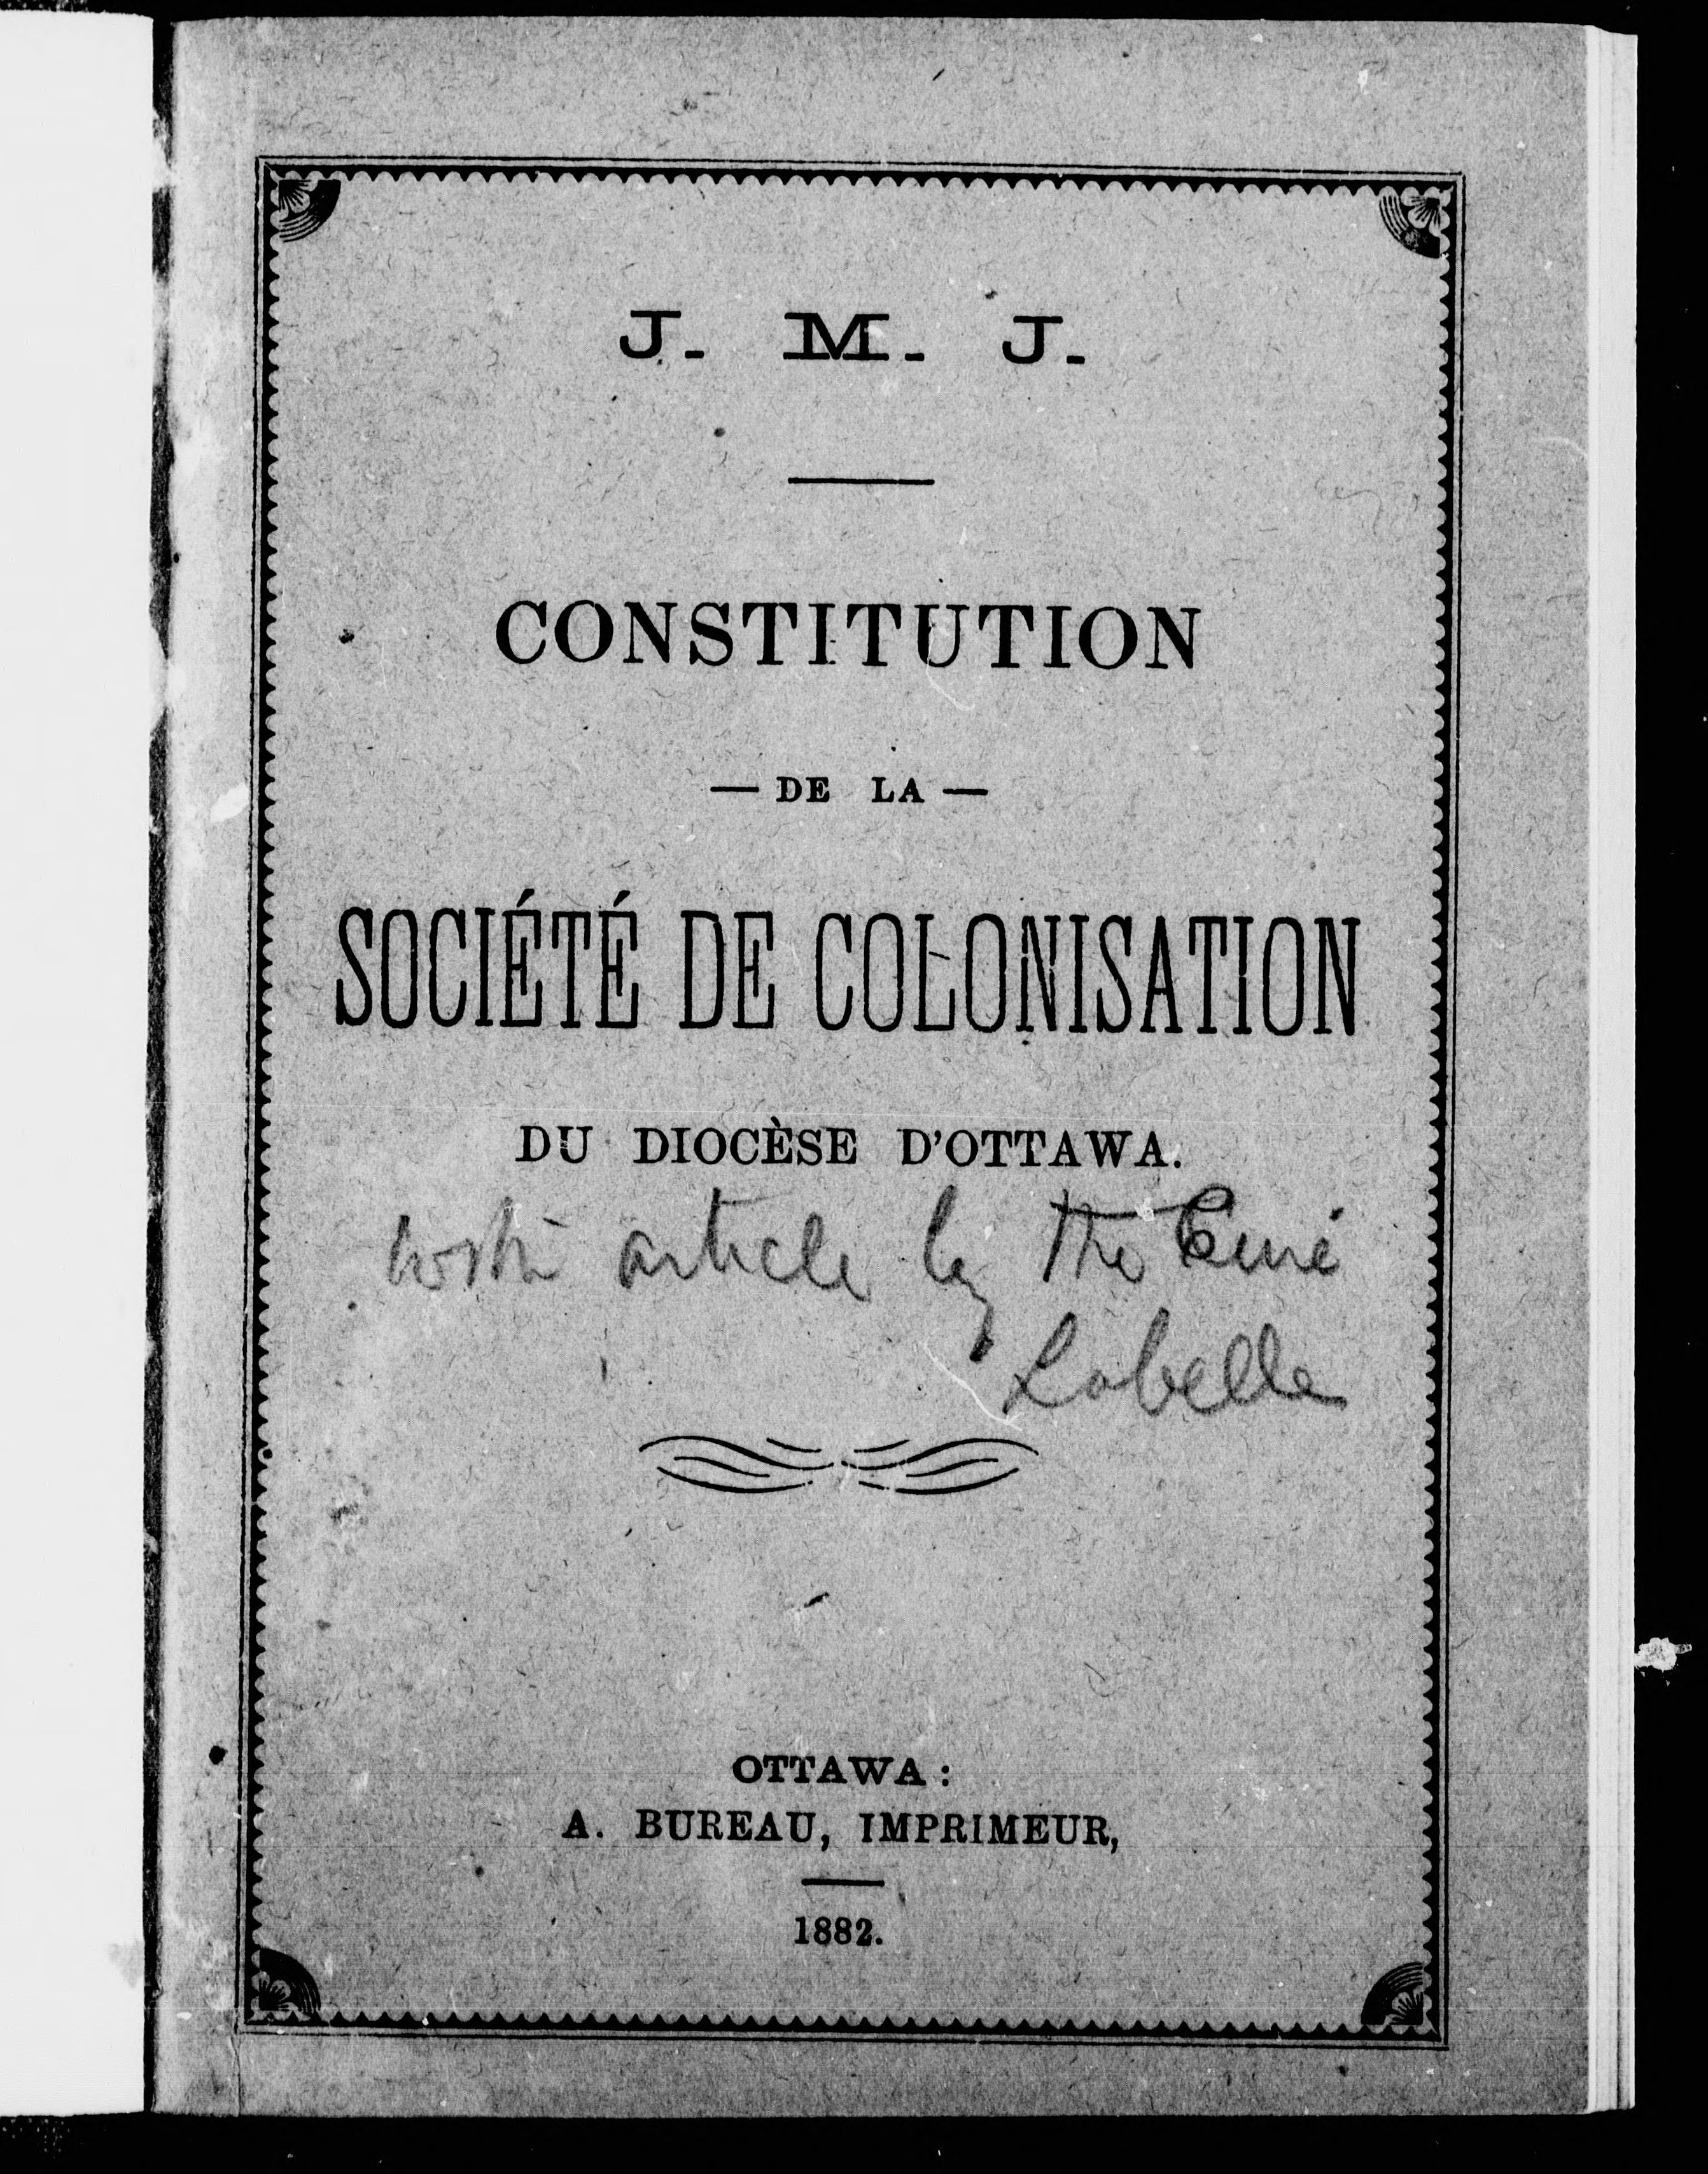 J. M. J.
CONSTITUTION
— DE LA —
SOCIÉTÉ DE COLONISATION
DU DIOCÈSE D'OTTAWA.
with article by the Curé
Labelle
OTTAWA :
A. BUREAU, IMPRIMEUR,
1882.